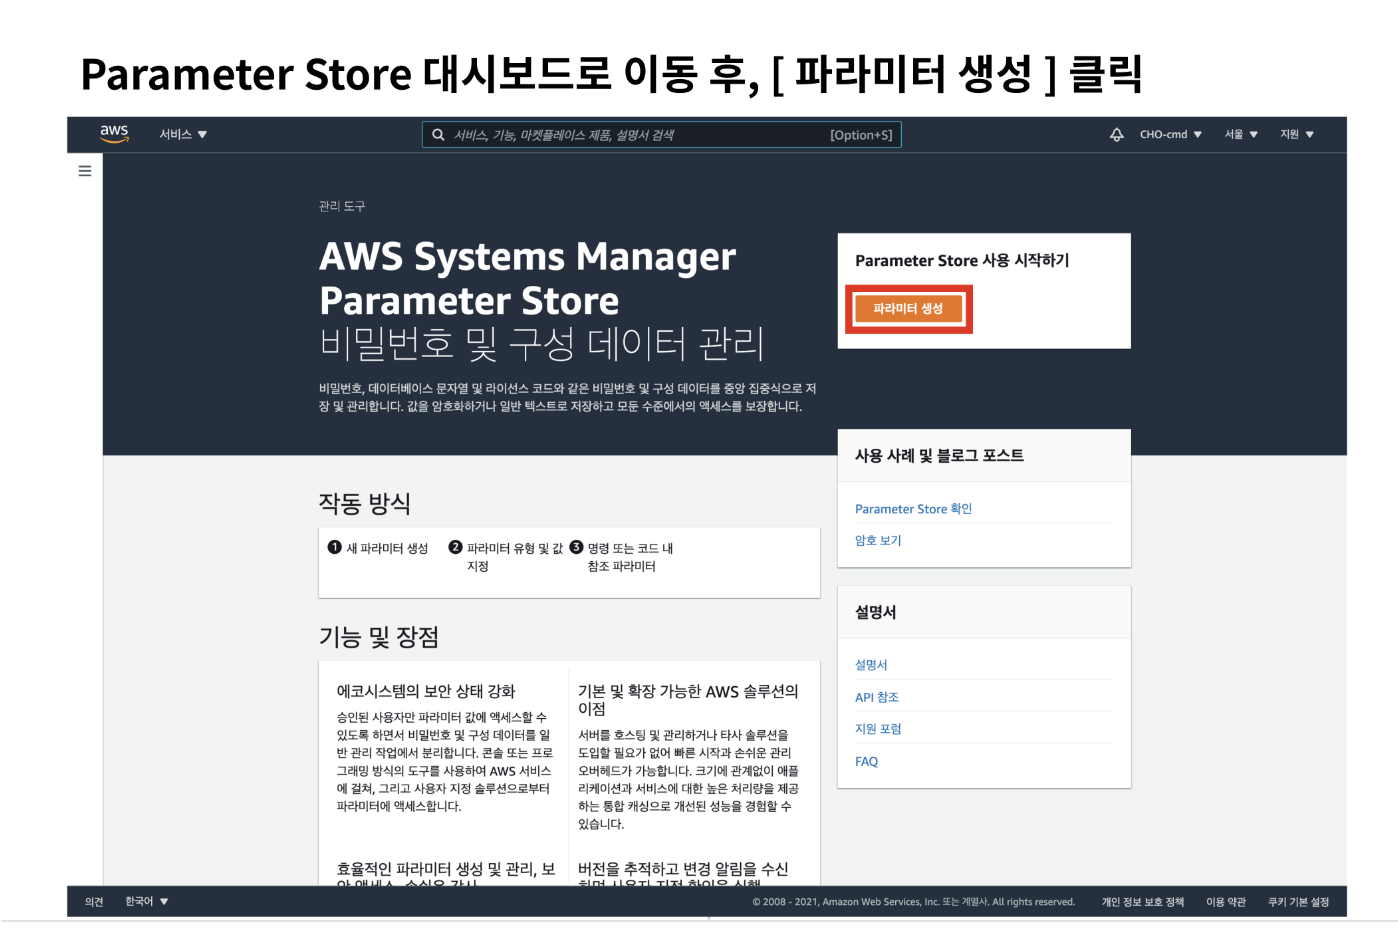 Parameter Store 대시보드로 이동 후, [ 파라미터 생성 ] 클릭
aws
서비스 ▼
서비스, 기능, 마켓플레이스 제품, 설명서 검색
[Option+S]
CHO-cmd ▼
서울 ▼
지원 ▼
관리 도구
AWS Systems Manager
Parameter Store
비밀번호 및 구성 데이터 관리
비밀번호, 데이터베이스 문자열 및 라이선스 코드와 같은 비밀번호 및 구성 데이터를 중앙 집중식으로 저
장 및 관리합니다. 값을 암호화하거나 일반 텍스트로 저장하고 모둔 수준에서의 액세스를 보장합니다.
Parameter Store 사용 시작하기
파라미터 생성
사용 사례 및 블로그 포스트
Parameter Store 확인
암호 보기
작동 방식
1 새 파라미터 생성
2 파라미터 유형 및 값
지정
3 명령 또는 코드 내
참조 파라미터
설명서
설명서
API 참조
지원 포럼
FAQ
기능 및 장점
에코시스템의 보안 상태 강화
승인된 사용자만 파라미터 값에 액세스할 수
있도록 하면서 비밀번호 및 구성 데이터를 일
반 관리 작업에서 분리합니다. 콘솔 또는 프로
그래밍 방식의 도구를 사용하여 AWS 서비스
에 걸쳐, 그리고 사용자 지정 솔루션으로부터
파라미터에 액세스합니다.
기본 및 확장 가능한 AWS 솔루션의
이점
서버를 호스팅 및 관리하거나 타사 솔루션을
도입할 필요가 없어 빠른 시작과 손쉬운 관리
오버헤드가 가능합니다. 크기에 관계없이 애플
리케이션과 서비스에 대한 높은 처리량을 제공
하는 통합 캐싱으로 개선된 성능을 경험할 수
있습니다.
효율적인 파라미터 생성 및 관리, 보
버전을 추적하고 변경 알림을 수신
의견
한국어 ▼
© 2008 - 2021, Amazon Web Services, Inc. 또는 계열사. All rights reserved.
개인 정보 보호 정책
이용 약관
쿠키 기본 설정